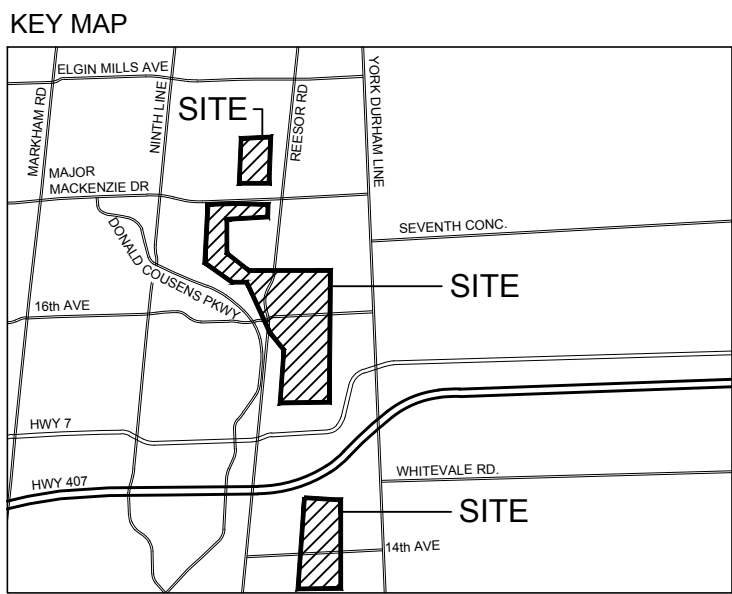 KEY MAP
ELGIN MILLS AVE
MARKHAM RD
NINTH LINE
SITE
REESOR RD
YORK DURHAM LINE
MAJOR
MACKENZIE DR
SEVENTH CONC.
DONALD COUSENS PKWY
SITE
16th AVE
HWY 7
HWY 407
WHITEVALE RD.
SITE
14th AVE